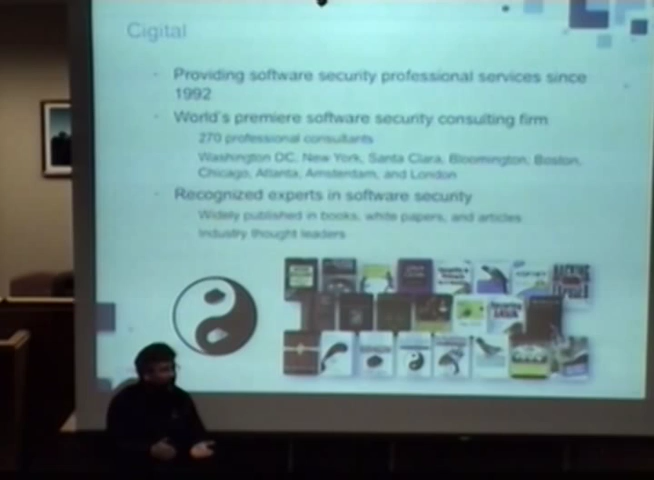 Cigital
Providing software security professional services since
1992
World's premiere software security consulting firm
270 professional consultants
Washington DC, New York, Santa Clara, Bloomington, Boston,
Chicago, Atlanta, Amsterdam, and London
Recognized experts in software security
Widely published in books, white papers, and articles
Industry thought leaders